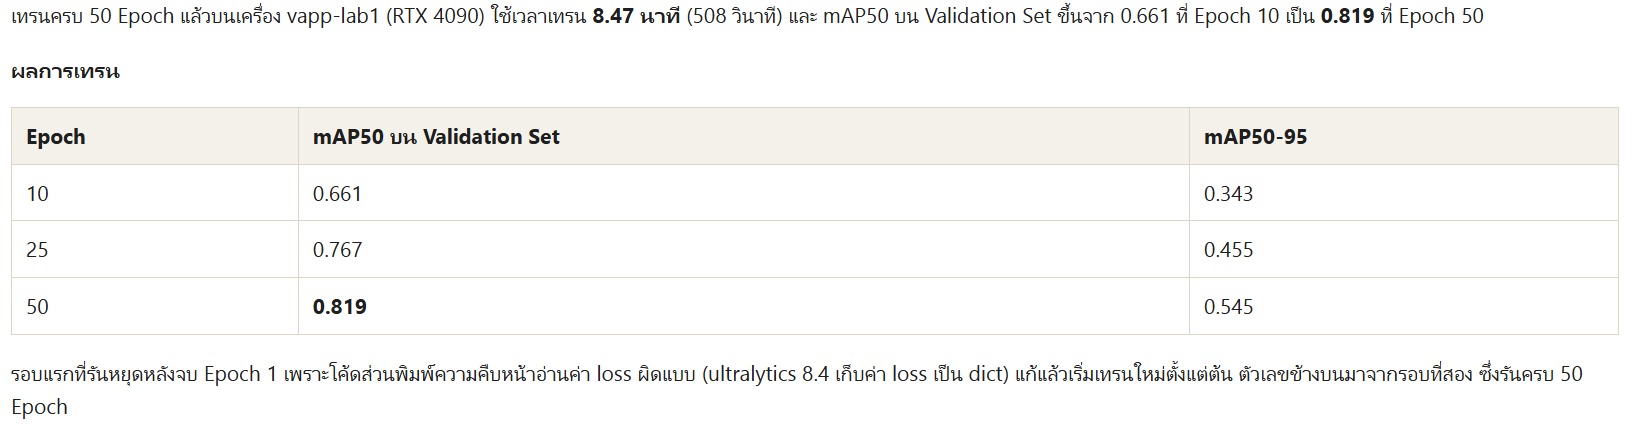 เทรนครบ 50 Epoch แล้วบนเครื่อง vapp-lab1 (RTX 4090) ใช้เวลาเทรน 8.47 นาที (508 วินาที) และ mAP50 บน Validation Set ขึ้นจาก 0.661 ที่ Epoch 10 เป็น 0.819 ที่ Epoch 50
ผลการเทรน
Epoch mAP50 บน Validation Set mAP50-95
10 0.661 0.343
25 0.767 0.455
50 0.819 0.545
รอบแรกที่รันหยุดหลังจบ Epoch 1 เพราะโค้ดส่วนพิมพ์ความคืบหน้าอ่านค่า loss ผิดแบบ (ultralytics 8.4 เก็บค่า loss เป็น dict) แก้แล้วเริ่มเทรนใหม่ตั้งแต่ต้น ตัวเลขข้างบนมาจากรอบที่สอง ซึ่งรันครบ 50
Epoch